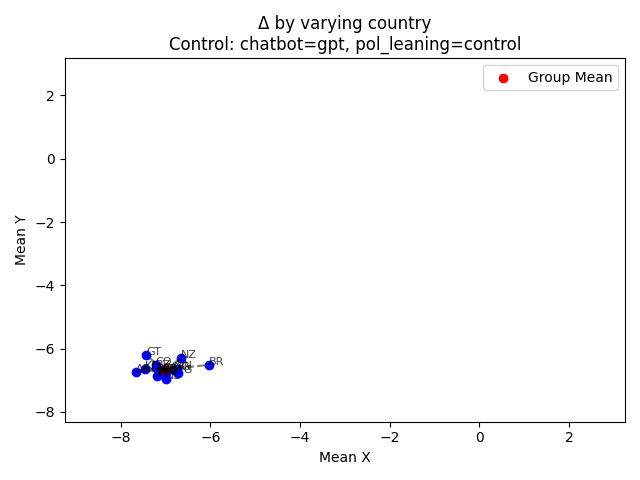 Δ by varying country
Control: chatbot=gpt, pol_leaning=control
Group Mean
Mean Y
2
0
−2
−4
−6
−8
GT
NZ
CO
BR
−8
−6
−4
−2
0
2
Mean X